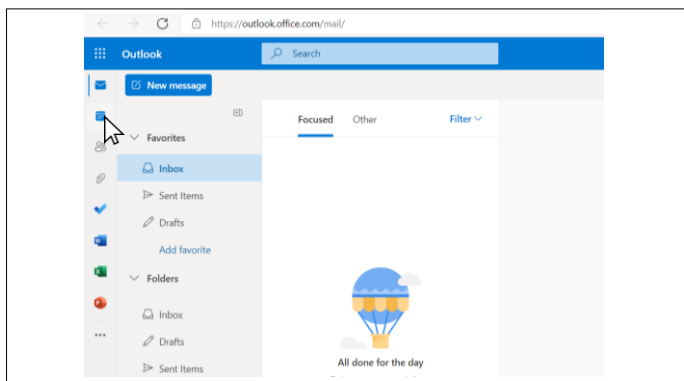 https://outlook.office.com/mail/
Outlook
Search
New message
Focused Other Filter
Favorites
Inbox
Sent Items
Drafts
Add favorite
Folders
Inbox
Drafts
All done for the day
Sent Items